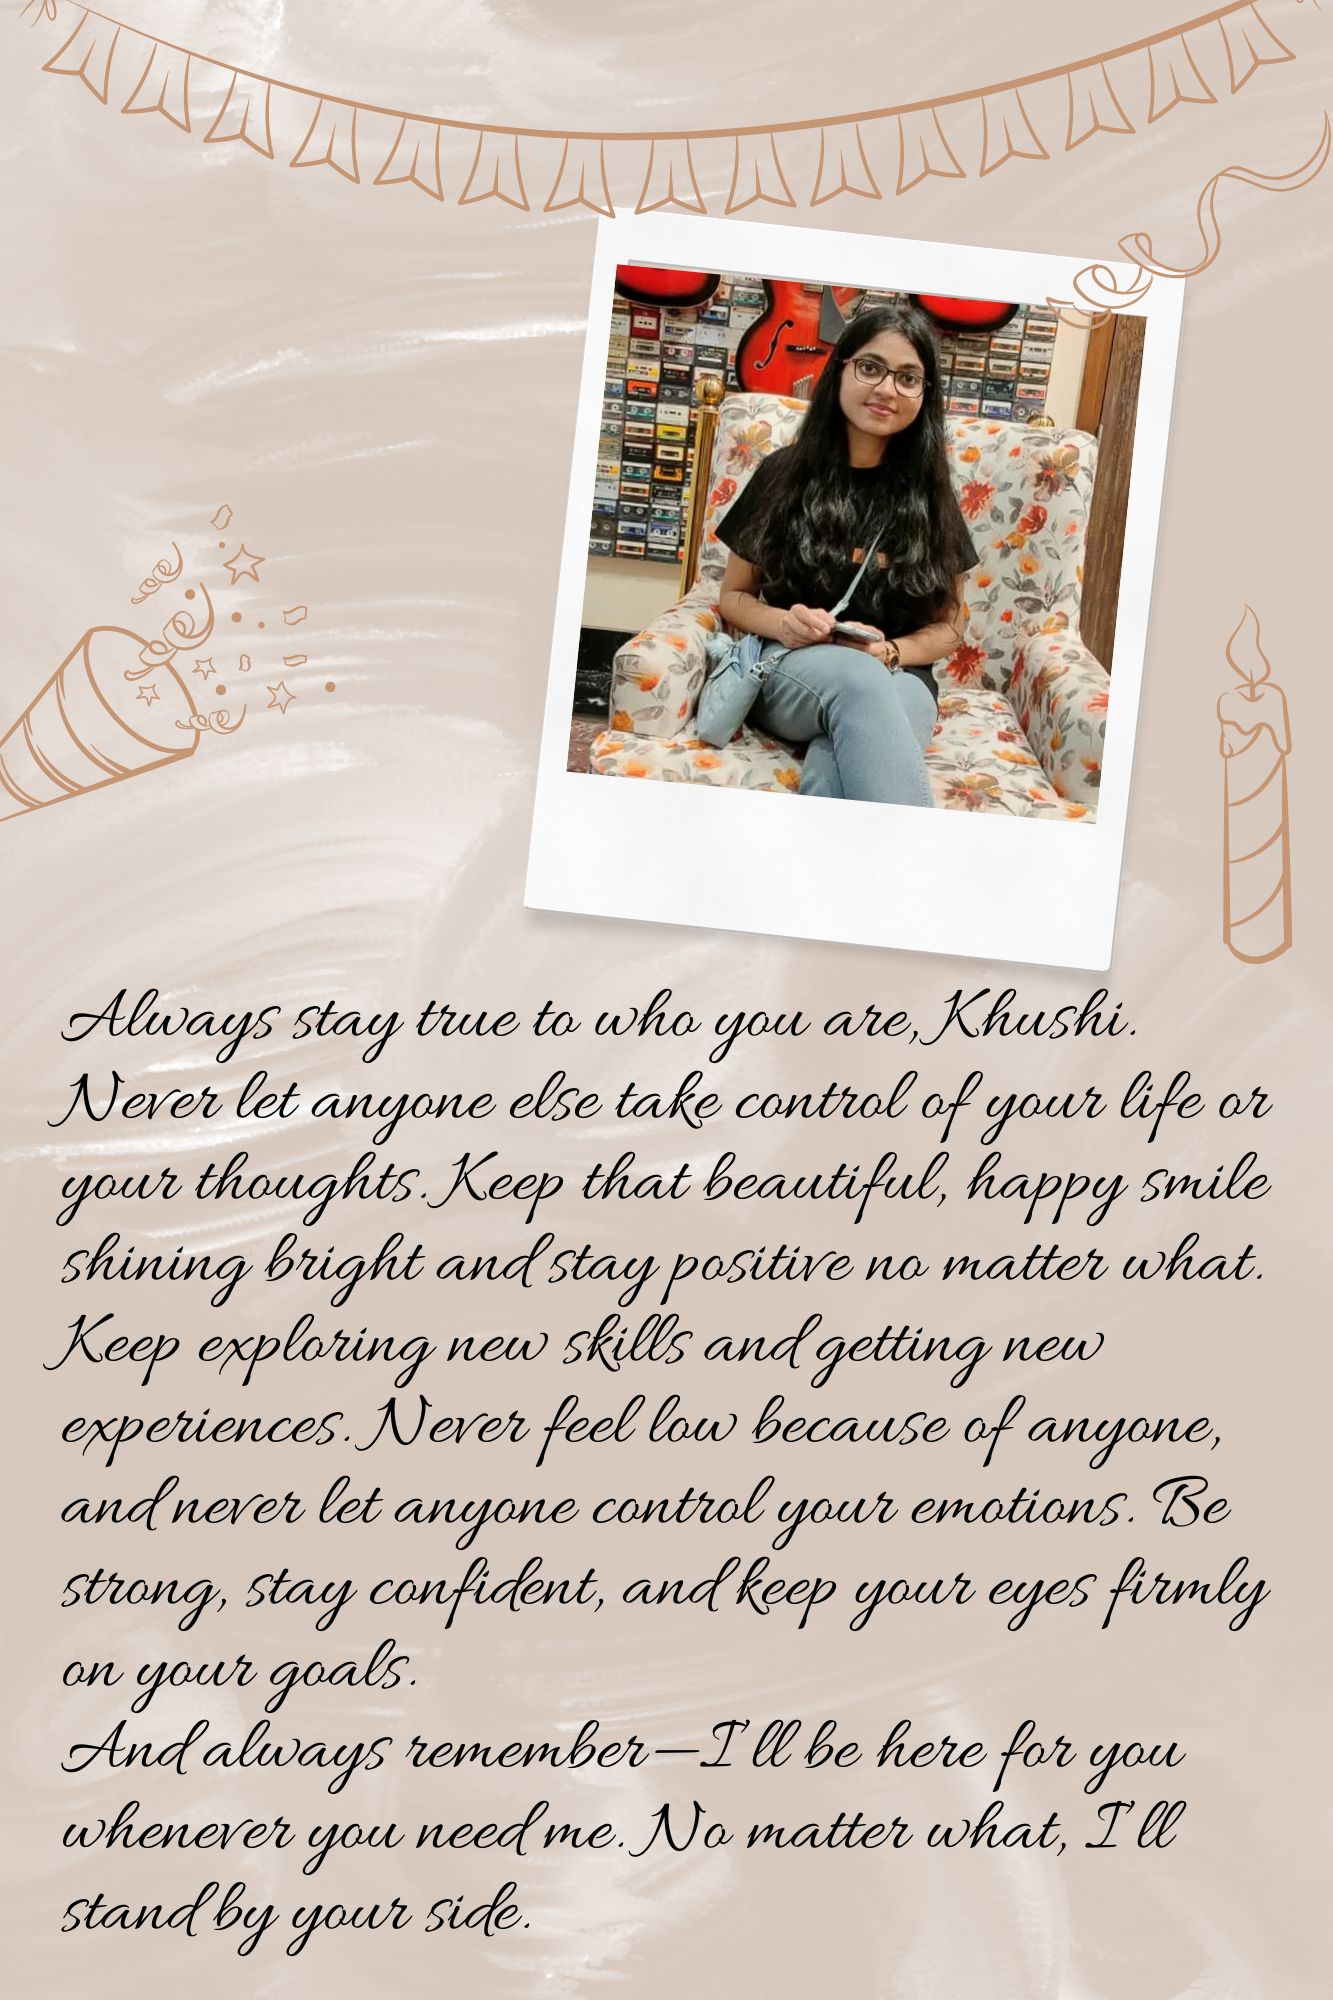 Always stay true to who you are, Khushi.
Never let anyone else take control of your life or
your thoughts. Keep that beautiful, happy smile
shining bright and stay positive no matter what.
Keep exploring new skills and getting new
experiences. Never feel low because of anyone,
and never let anyone control your emotions. Be
strong, stay confident, and keep your eyes firmly
on your goals.
And always remember—I'll be here for you
whenever you need me. No matter what, I'll
stand by your side.